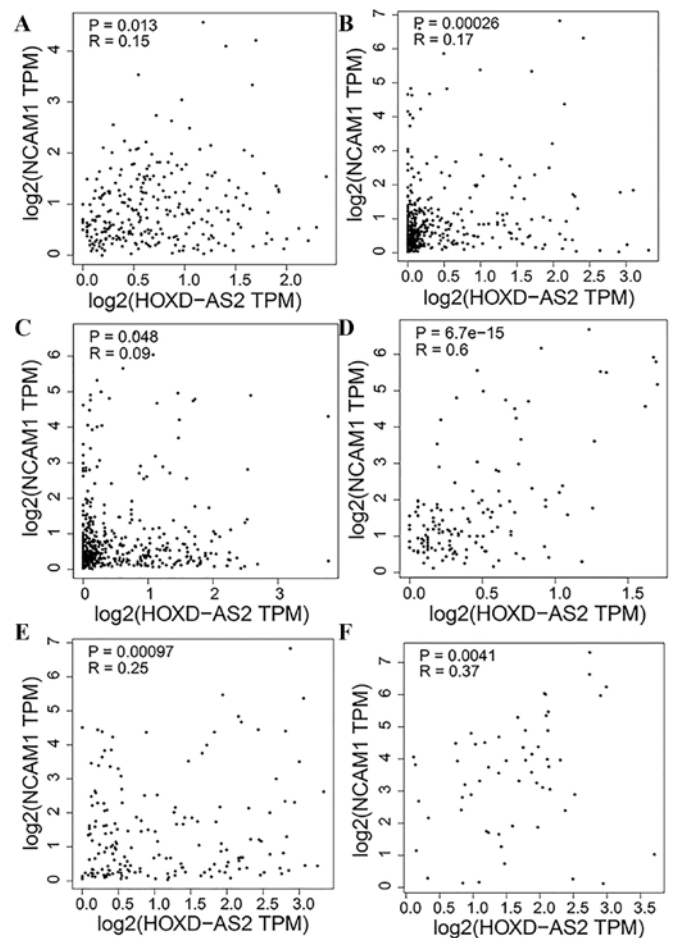 A
P = 0.013
R = 0.15
log2(NCAM1 TPM)
0 1 2 3 4
0.0 0.5 1.0 1.5 2.0
log2(HOXD−AS2 TPM)
B
P = 0.00026
R = 0.17
log2(NCAM1 TPM)
0 1 2 3 4 5 6 7
0.0 0.5 1.0 1.5 2.0 2.5 3.0
log2(HOXD−AS2 TPM)
C
P = 0.048
R = 0.09
log2(NCAM1 TPM)
0 1 2 3 4 5 6
0 1 2 3
log2(HOXD−AS2 TPM)
D
P = 6.7e−15
R = 0.6
log2(NCAM1 TPM)
0 1 2 3 4 5 6
0.0 0.5 1.0 1.5
log2(HOXD−AS2 TPM)
E
P = 0.00097
R = 0.25
log2(NCAM1 TPM)
0 1 2 3 4 5 6 7
0.0 0.5 1.0 1.5 2.0 2.5 3.0
log2(HOXD−AS2 TPM)
F
P = 0.0041
R = 0.37
log2(NCAM1 TPM)
0 1 2 3 4 5 6 7
0.0 0.5 1.0 1.5 2.0 2.5 3.0 3.5
log2(HOXD−AS2 TPM)